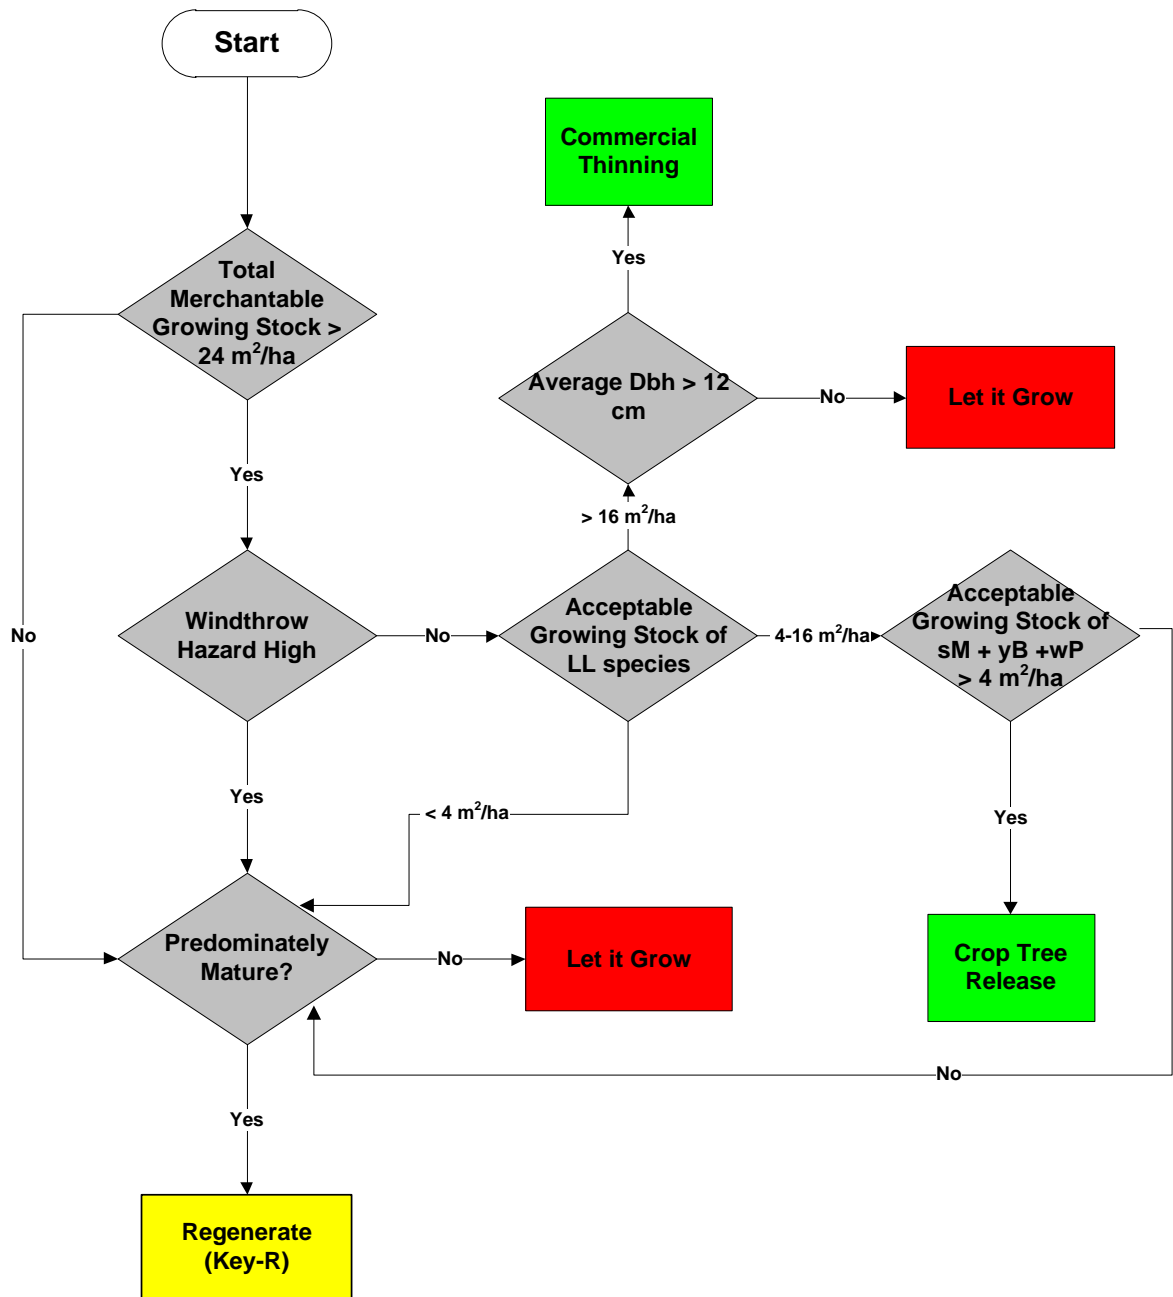 Start
Commercial
Thinning
Yes
Total
Merchantable
Growing Stock >
24 m²/ha
Average Dbh > 12
cm
No
Let it Grow
Yes
> 16 m²/ha
No
Windthrow
Hazard High
No
Acceptable
Growing Stock of
LL species
4-16 m²/ha
Acceptable
Growing Stock of
sM + yB +wP
> 4 m²/ha
Yes
< 4 m²/ha
Yes
Predominately
Mature?
No
Let it Grow
Crop Tree
Release
No
Yes
Regenerate
(Key-R)